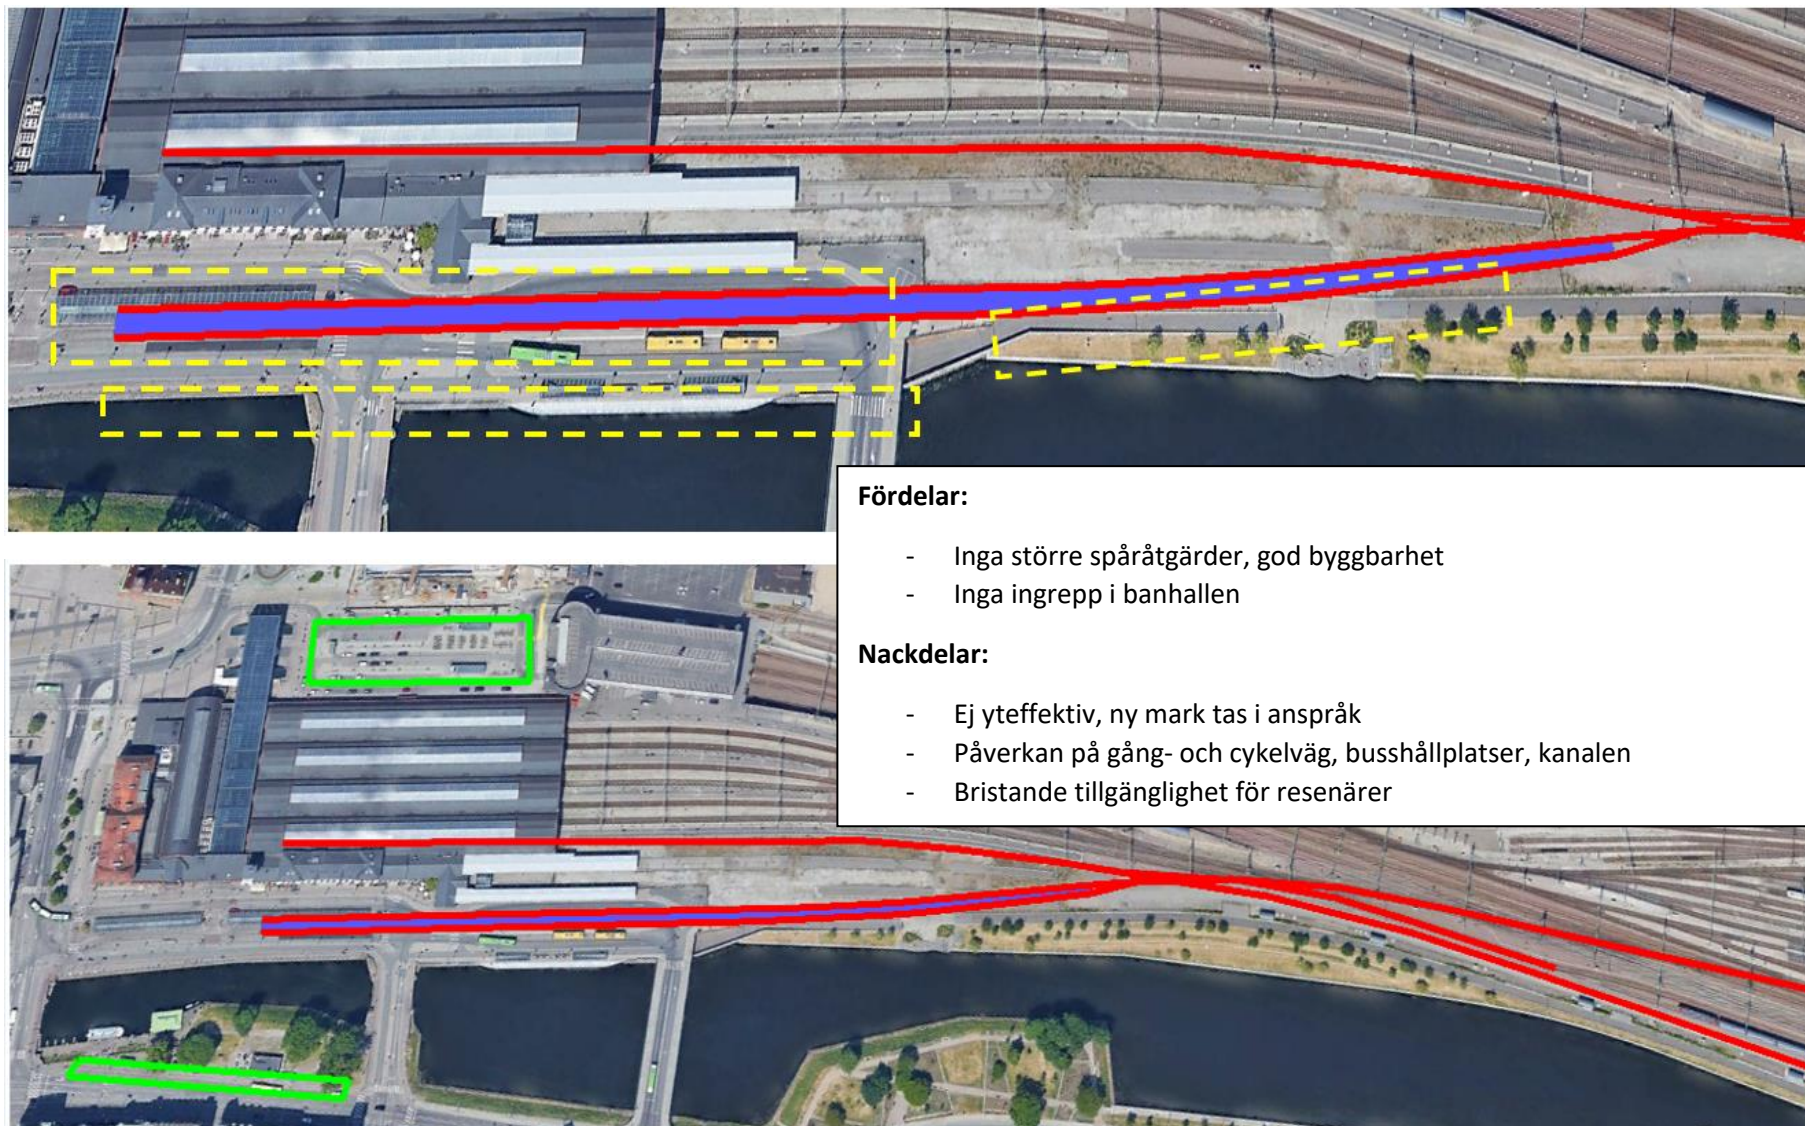 Fördelar:
- Inga större spåråtgärder, god byggbarhet
- Inga ingrepp i banhallen
Nackdelar:
- Ej yteffektiv, ny mark tas i anspråk
- Påverkan på gång- och cykelväg, busshållplatser, kanalen
- Bristande tillgänglighet för resenärer